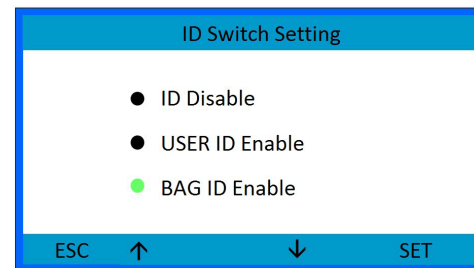 ID Switch Setting
● ID Disable
● USER ID Enable
● BAG ID Enable
ESC ↑ ↓ SET